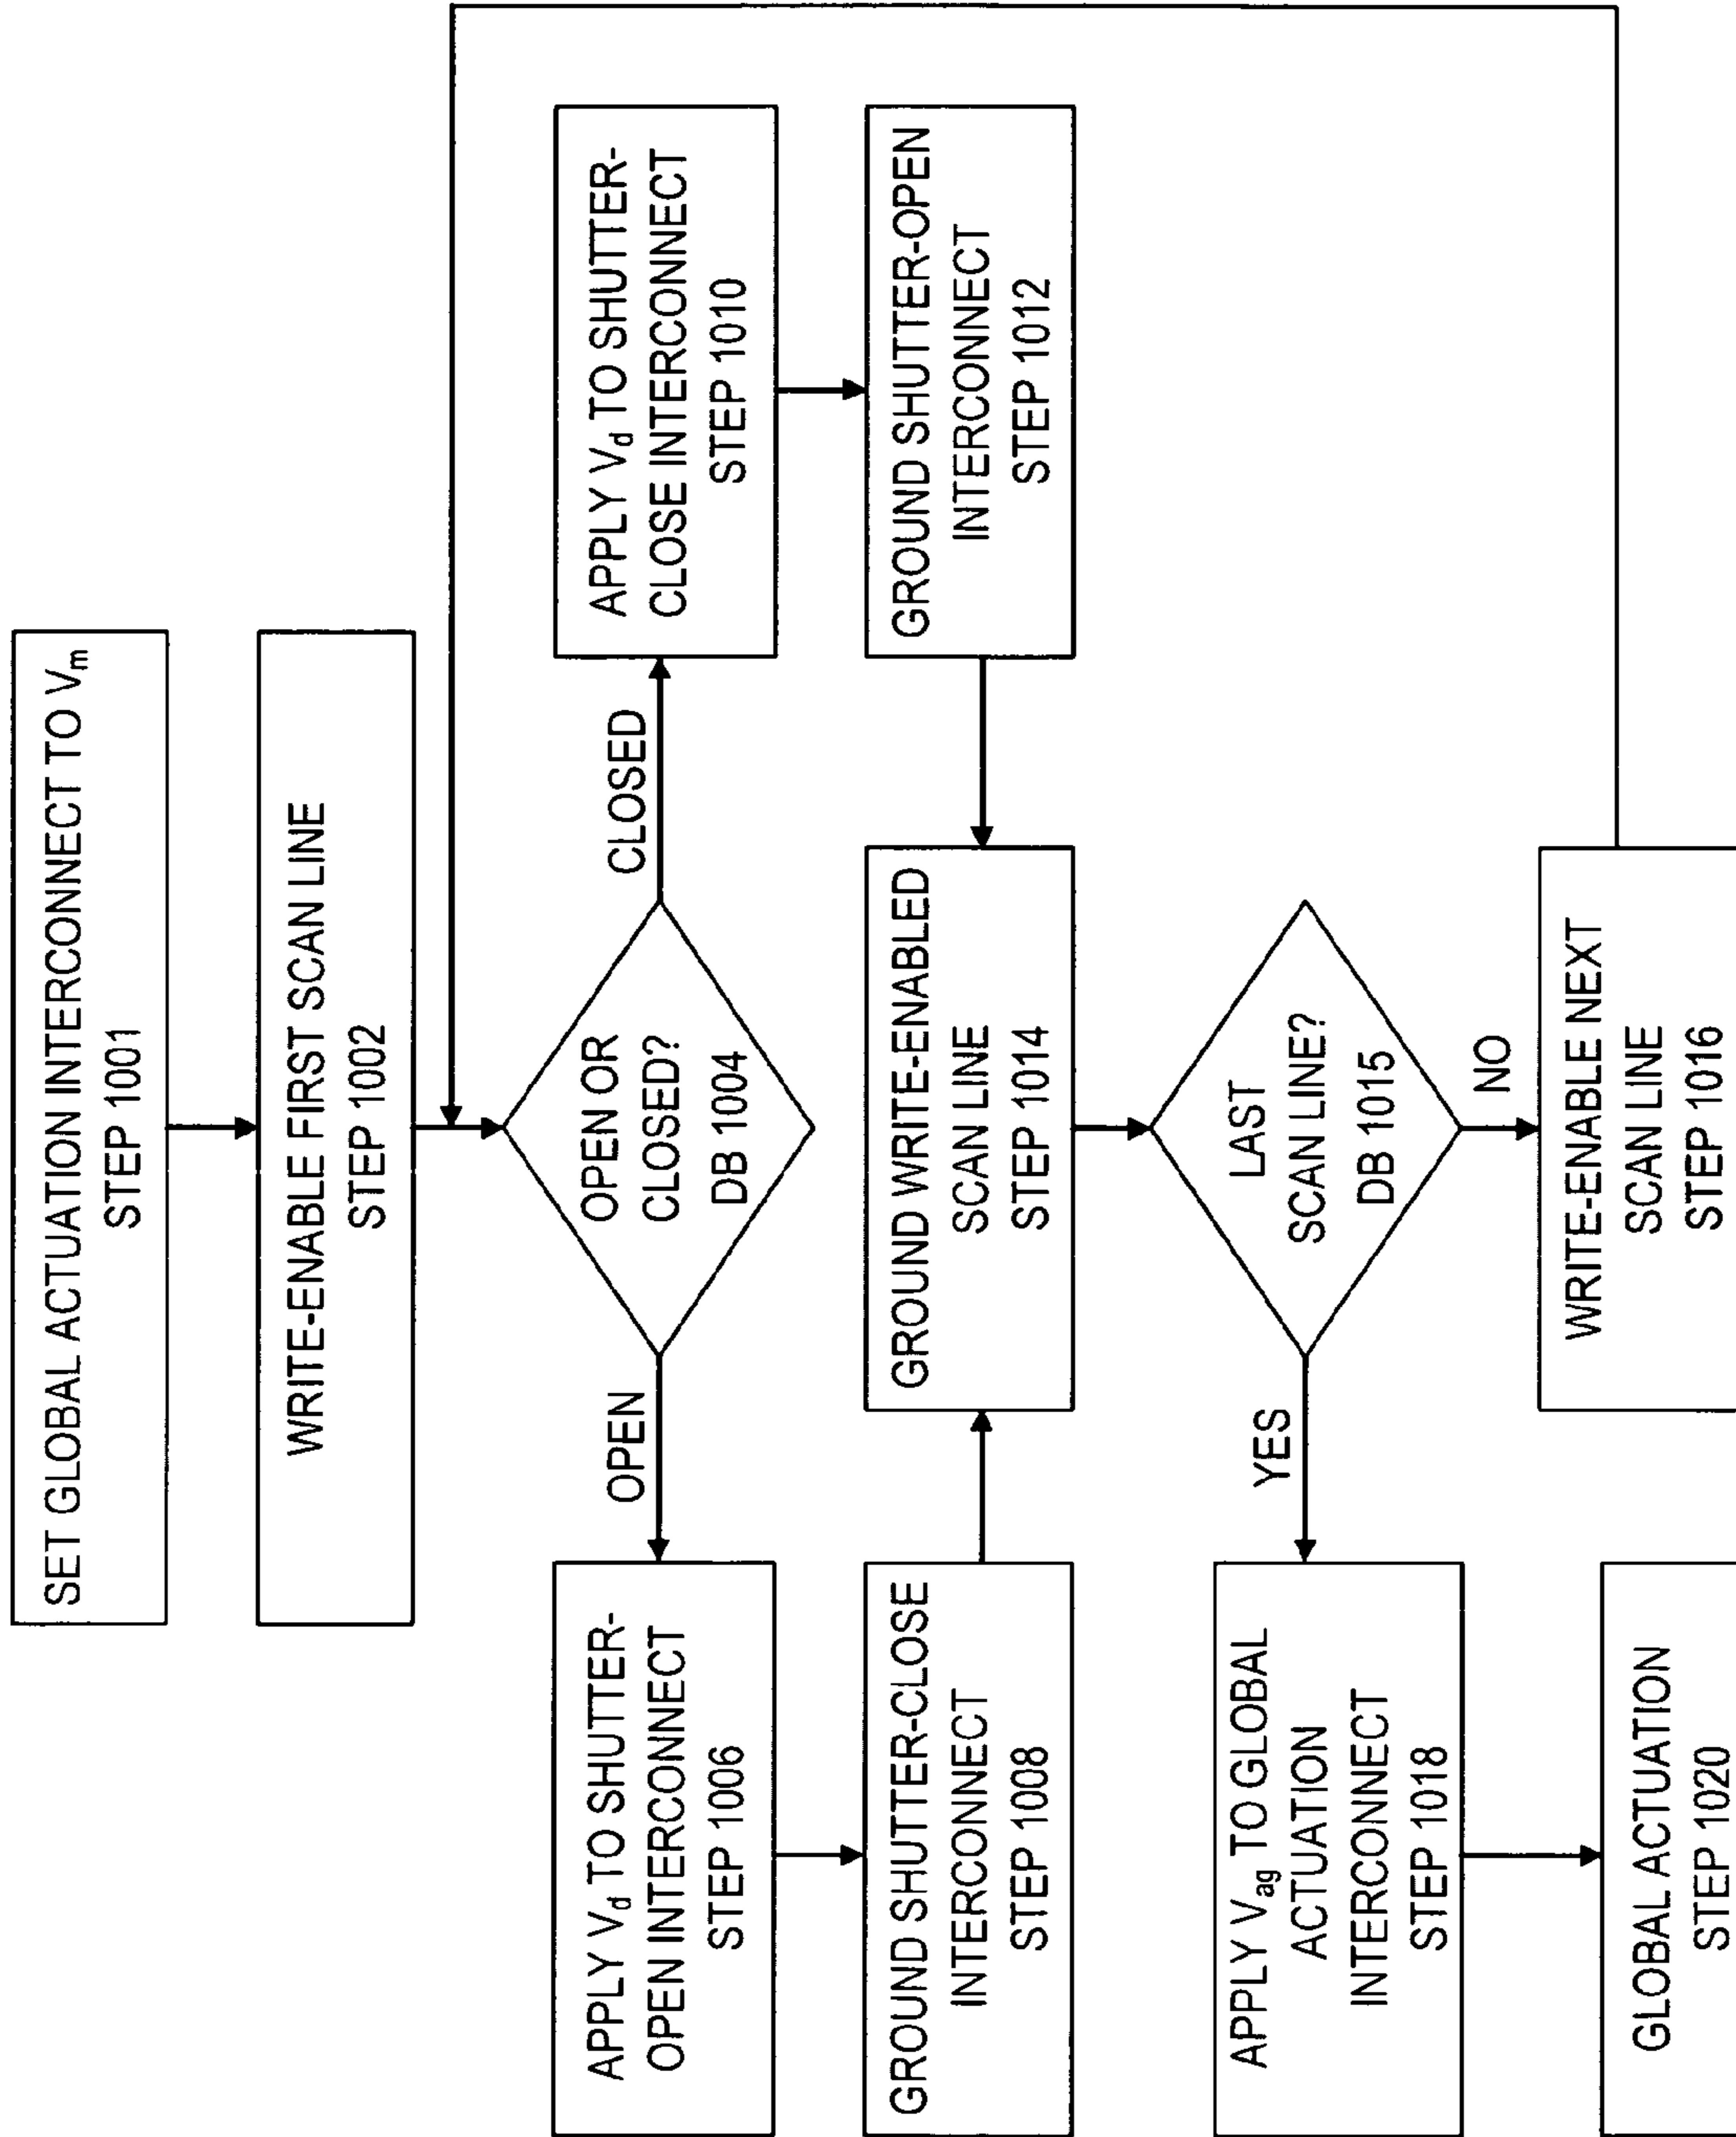 SET GLOBAL ACTUATION INTERCONNECT TO Vm
STEP 1001
WRITE-ENABLE FIRST SCAN LINE
STEP 1002
OPEN OR
CLOSED?
DB 1004
OPEN
CLOSED
APPLY Vd TO SHUTTER-
OPEN INTERCONNECT
STEP 1006
APPLY Vd TO SHUTTER-
CLOSE INTERCONNECT
STEP 1010
GROUND SHUTTER-CLOSE
INTERCONNECT
STEP 1008
GROUND WRITE-ENABLED
SCAN LINE
STEP 1014
GROUND SHUTTER-OPEN
INTERCONNECT
STEP 1012
LAST
SCAN LINE?
DB 1015
YES
NO
APPLY Vag TO GLOBAL
ACTUATION
INTERCONNECT
STEP 1018
WRITE-ENABLE NEXT
SCAN LINE
STEP 1016
GLOBAL ACTUATION
STEP 1020